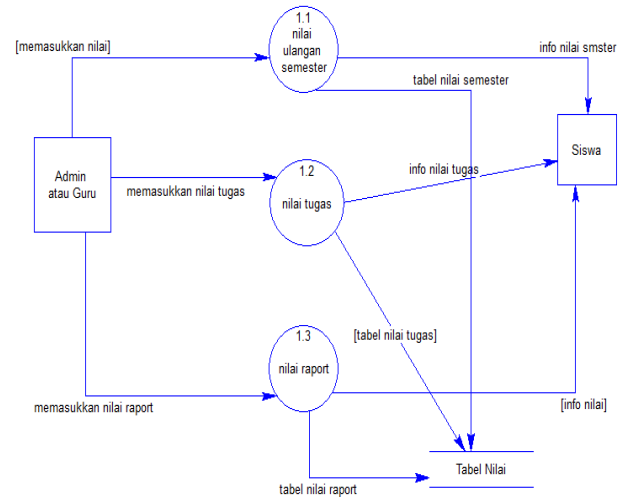 1.1
nilai
ulangan
semester
[memasukkan nilai]
info nilai smster
tabel nilai semester
Admin
atau Guru
Siswa
1.2
nilai tugas
memasukkan nilai tugas
info nilai tugas
[tabel nilai tugas]
1.3
nilai raport
memasukkan nilai raport
[info nilai]
Tabel Nilai
tabel nilai raport